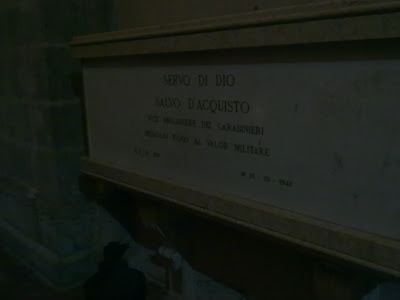 SERVO DI DIO
SALVO D'ACQUISTO
VICE BRIGADIERE DEI CARABINIERI
MEDAGLIA D'ORO AL VALOR MILITARE